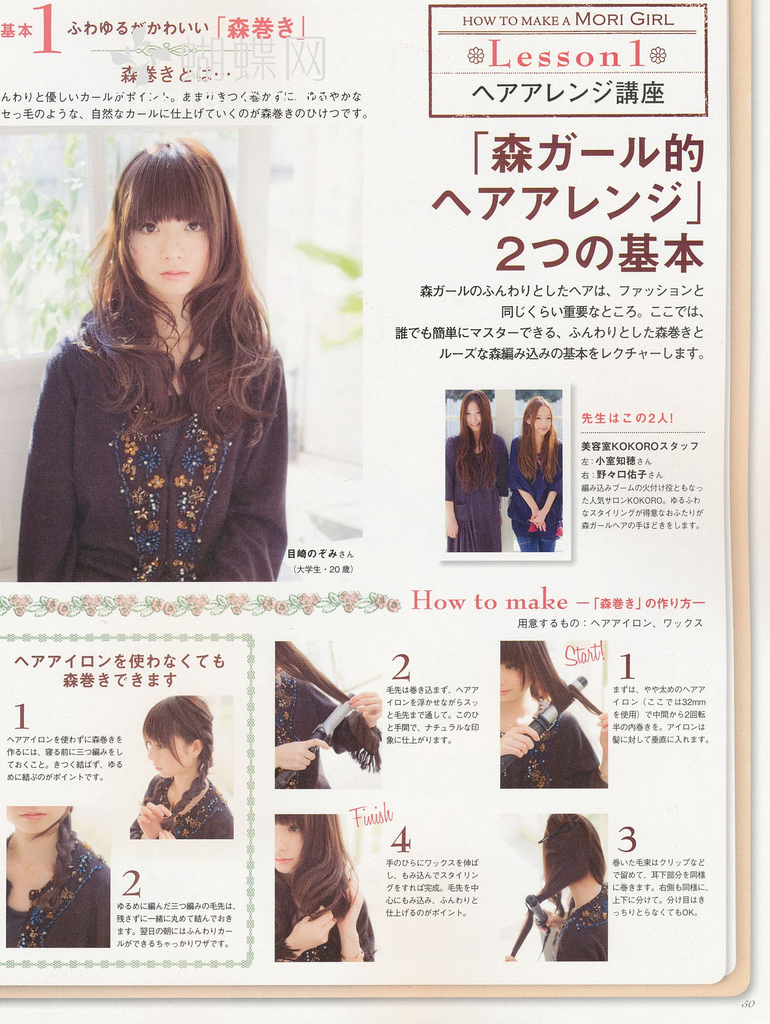 HOW TO MAKE A MORI GIRL
Lesson1
ヘアアレンジ講座
「森ガール的
ヘアアレンジ」
2つの基本
森ガールのふんわりとしたヘアは、ファッションと
同じくらい重要なところ。ここでは、
誰でも簡単にマスターできる、ふんわりとした森巻きと
ルーズな森編み込みの基本をレクチャーします。
基本1 ふわゆるがかわいい「森巻き」
蝴蝶网
森巻きとは‥
んわりと優しいカールがポイント。あまりきつく巻かずに、ゆるやかな
セっ毛のような、自然なカールに仕上げていくのが森巻きのひけつです。
目崎のぞみさん
（大学生・20歳）
先生はこの2人!
美容室KOKOROスタッフ
左：小室知穂さん
右：野々口佑子さん
編み込みブームの火付け役ともなっ
た人気サロンKOKORO。ゆるふわ
なスタイリングが得意なおふたりが
森ガールヘアの手ほどきをします。
How to make ―「森巻き」の作り方―
用意するもの：ヘアアイロン、ワックス
Start!
1
まずは、やや太めのヘアア
イロン（ここでは32mm
を使用）で中間から2回転
半の内巻きを。アイロンは
髪に対して垂直に入れます。
2
毛先は巻き込まず、ヘアア
イロンを浮かせながらスッ
と毛先まで通して。このひ
と手間で、ナチュラルな印
象に仕上がります。
3
巻いた毛束はクリップなど
で留めて、耳下部分を同様
に巻きます。右側も同様に、
上下に分けて。分け目はき
っちりとらなくてもOK。
Finish
4
手のひらにワックスを伸ば
し、もみ込んでスタイリン
グをすれば完成。毛先を中
心にもみ込み、ふんわりと
仕上げるのがポイント。
ヘアアイロンを使わなくても
森巻きできます
1
ヘアアイロンを使わずに森巻きを
作るには、寝る前に三つ編みをし
ておくこと。きつく結ばず、ゆる
めに結ぶのがポイントです。
2
ゆるめに編んだ三つ編みの毛先は、
残さずに一緒に丸めて結んでおき
ます。翌日の朝にはふんわりカー
ルができるちゃっかりワザです。
50